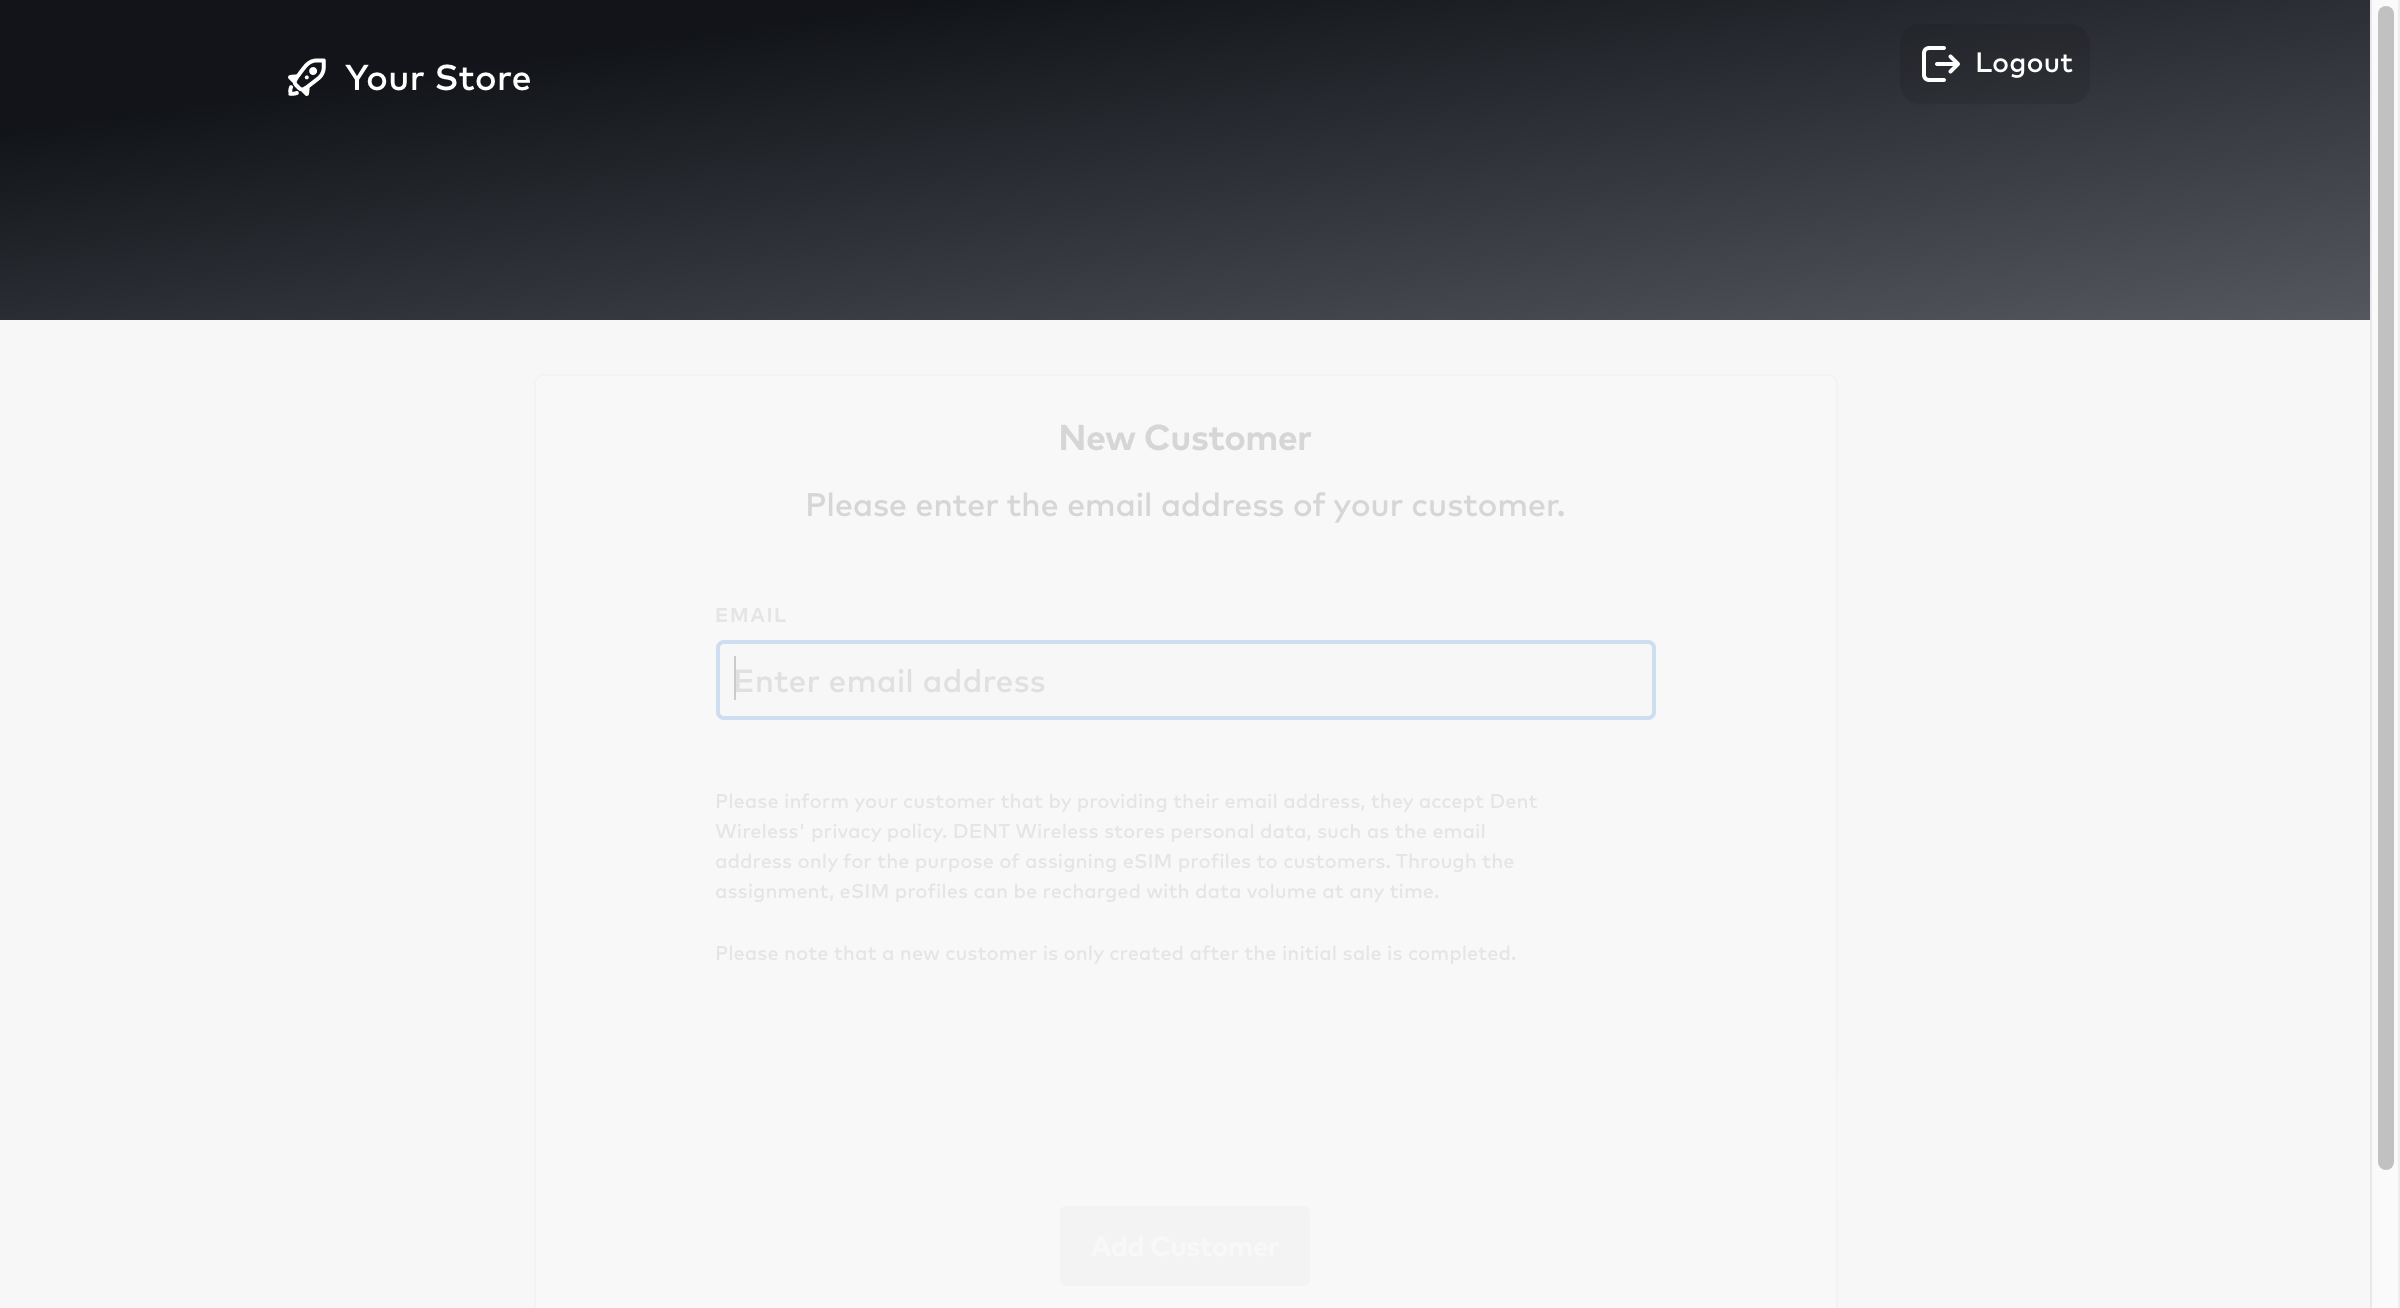 Your Store
Logout
New Customer
Please enter the email address of your customer.
EMAIL
Enter email address
Please inform your customer that by providing their email address, they accept Dent
Wireless' privacy policy. DENT Wireless stores personal data, such as the email
address only for the purpose of assigning eSIM profiles to customers. Through the
assignment, eSIM profiles can be recharged with data volume at any time.
Please note that a new customer is only created after the initial sale is completed.
Add Customer